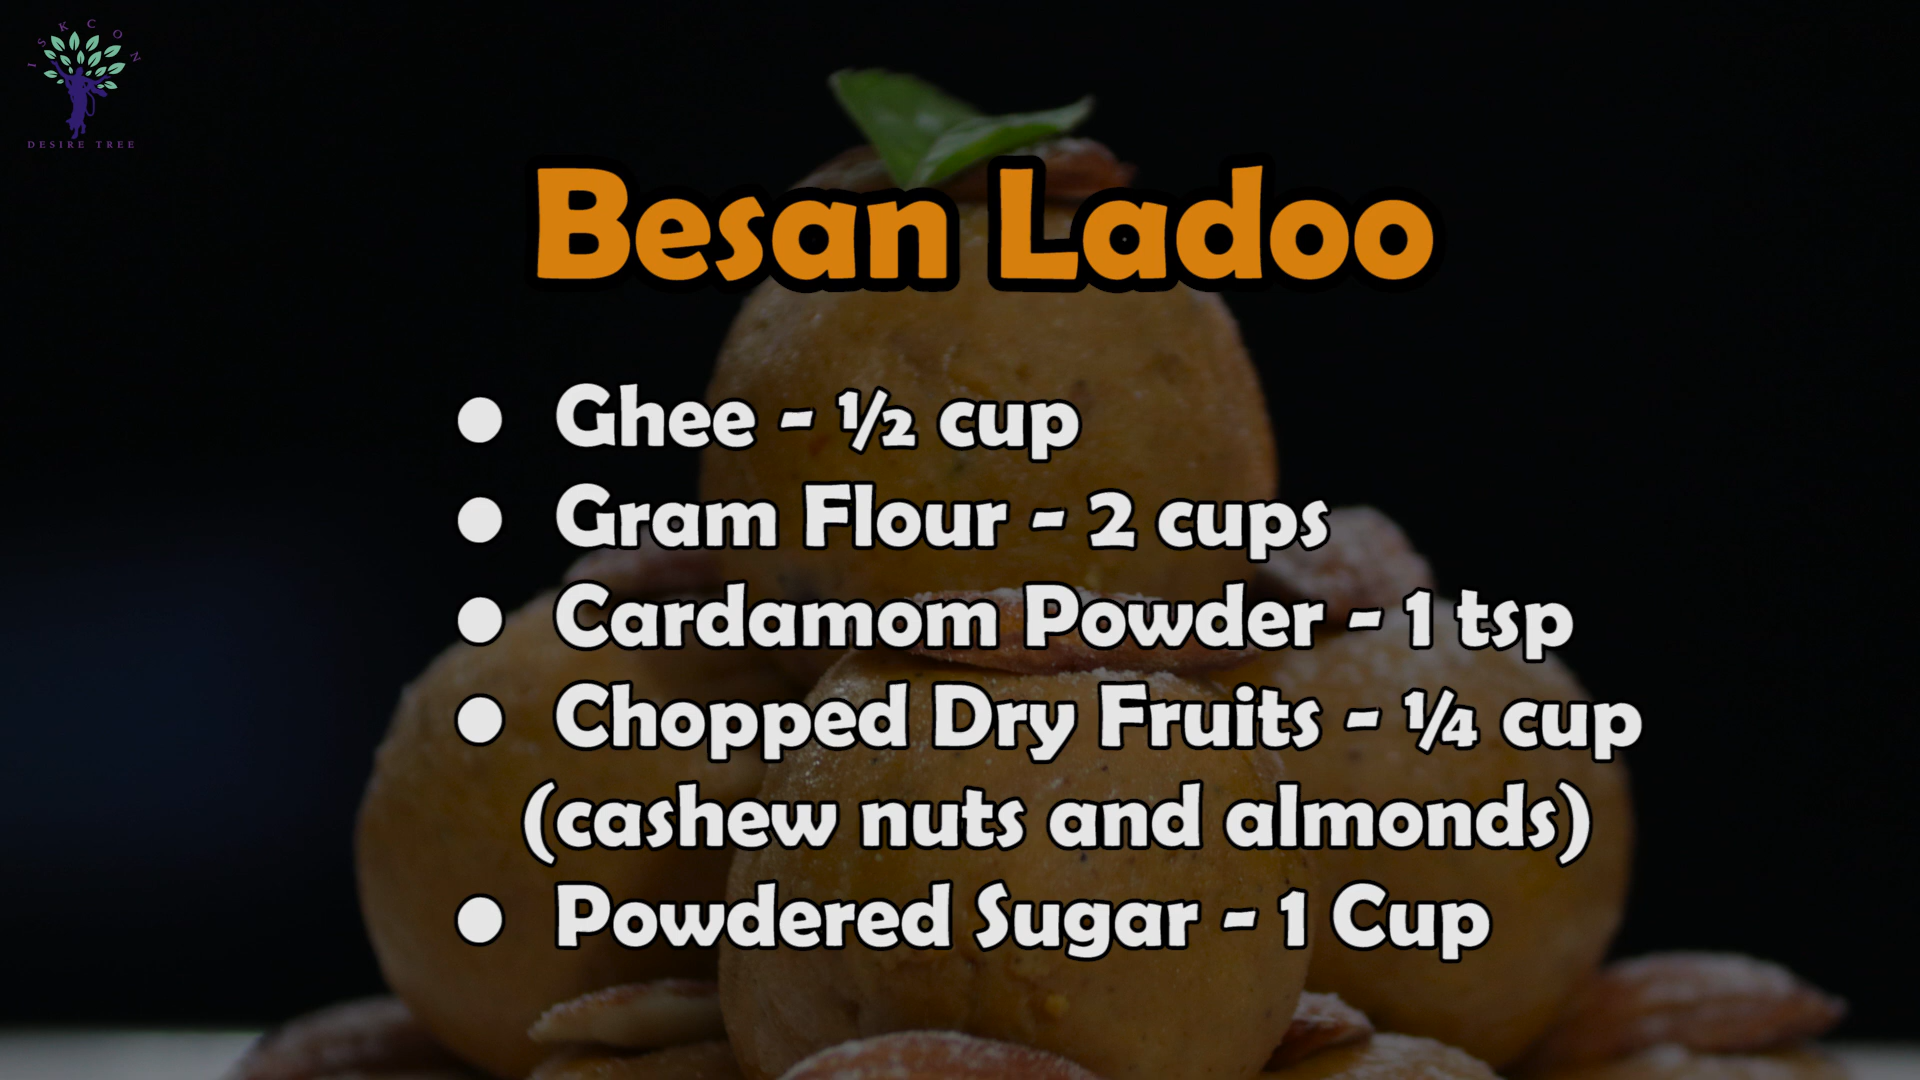 ISKCON
DESIRE TREE
Besan Ladoo
● Ghee - ½ cup
● Gram Flour - 2 cups
● Cardamom Powder - 1 tsp
● Chopped Dry Fruits - ¼ cup
(cashew nuts and almonds)
● Powdered Sugar - 1 Cup